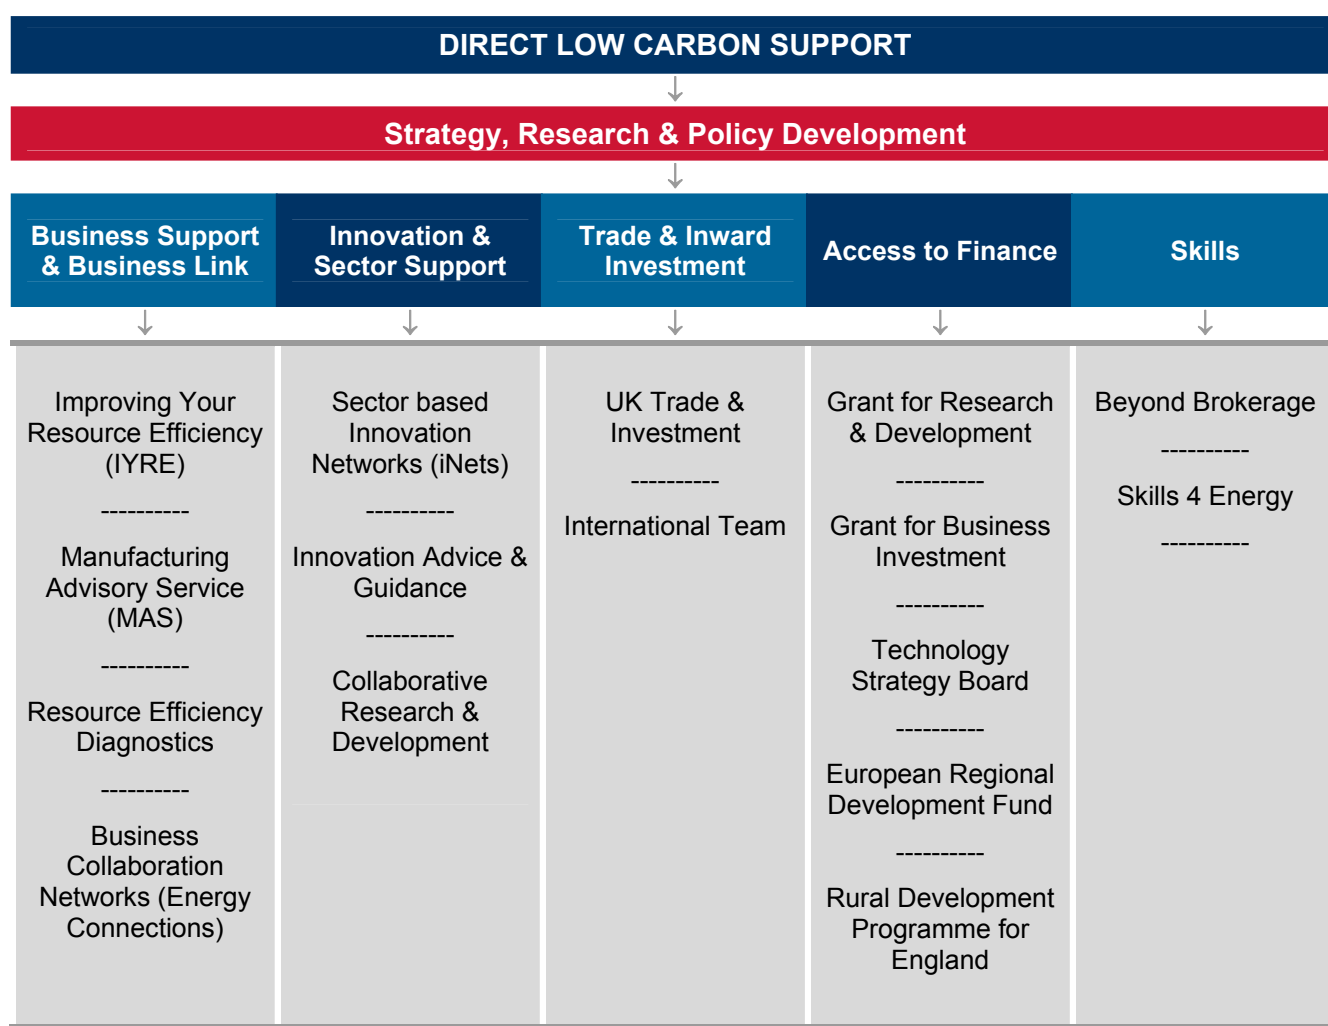 DIRECT LOW CARBON SUPPORT
↓
Strategy, Research & Policy Development
↓
Business Support
& Business Link
↓
Improving Your
Resource Efficiency
(IYRE)
----------
Manufacturing
Advisory Service
(MAS)
----------
Resource Efficiency
Diagnostics
----------
Business
Collaboration
Networks (Energy
Connections)
Innovation &
Sector Support
↓
Sector based
Innovation
Networks (iNets)
----------
Innovation Advice &
Guidance
----------
Collaborative
Research &
Development
Trade & Inward
Investment
↓
UK Trade &
Investment
----------
International Team
Access to Finance
↓
Grant for Research
& Development
----------
Grant for Business
Investment
----------
Technology
Strategy Board
----------
European Regional
Development Fund
----------
Rural Development
Programme for
England
Skills
↓
Beyond Brokerage
----------
Skills 4 Energy
----------